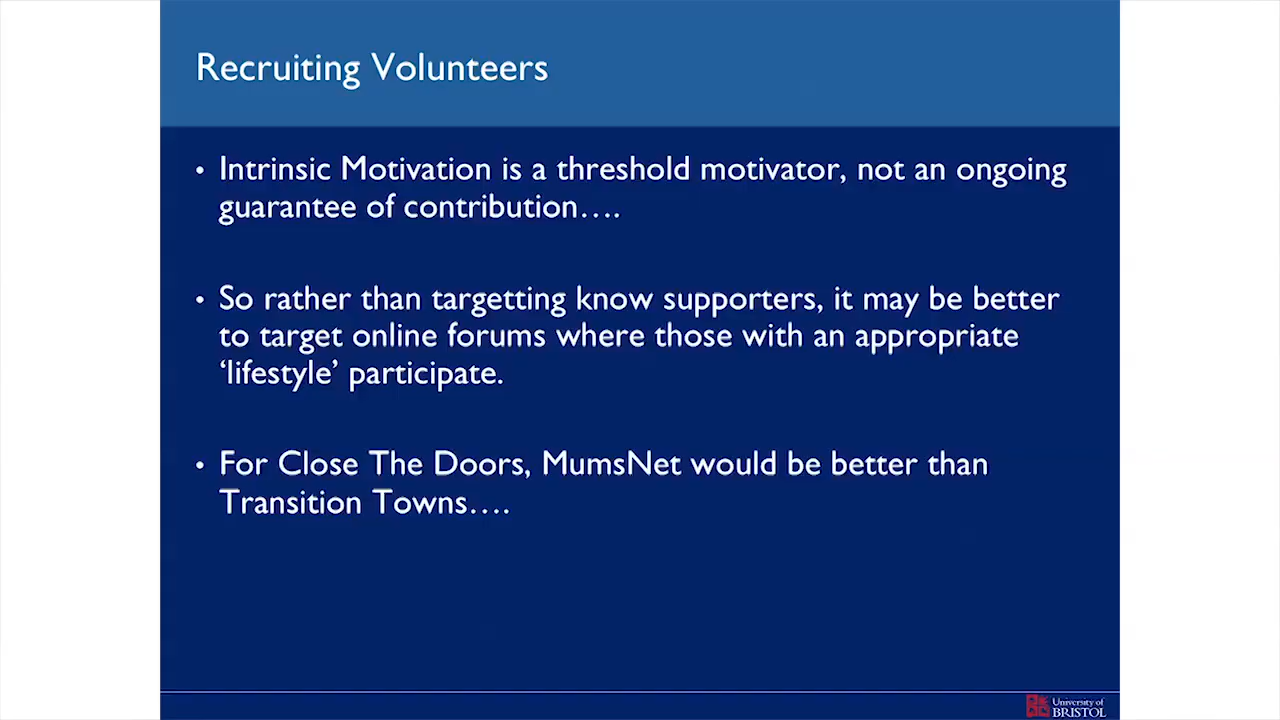 Recruiting Volunteers
• Intrinsic Motivation is a threshold motivator, not an ongoing
guarantee of contribution….
• So rather than targetting know supporters, it may be better
to target online forums where those with an appropriate
‘lifestyle’ participate.
• For Close The Doors, MumsNet would be better than
Transition Towns….
University of
BRISTOL